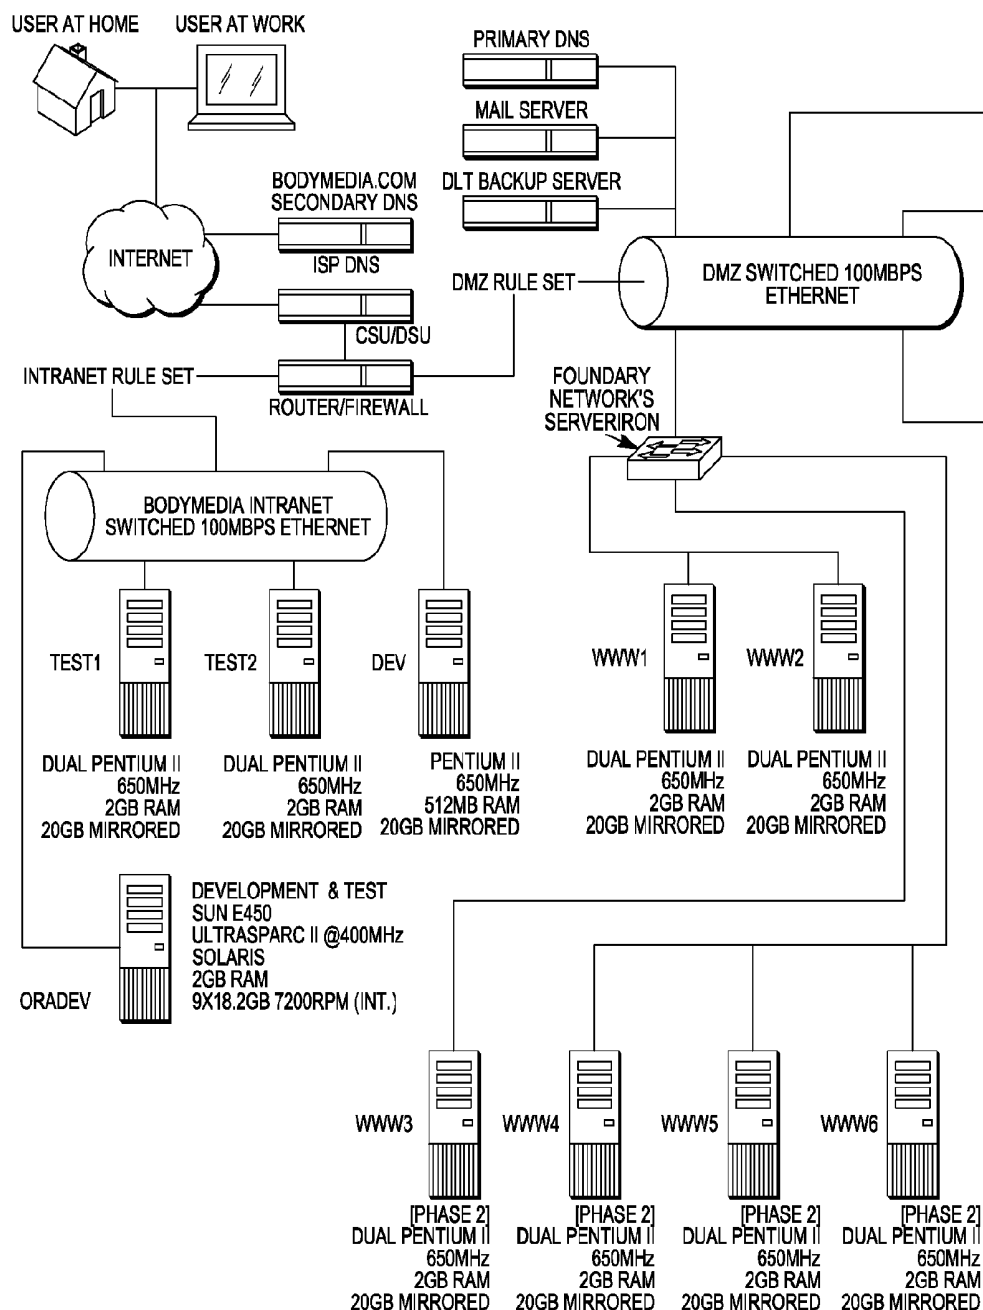 USER AT HOME
USER AT WORK
PRIMARY DNS
MAIL SERVER
DLT BACKUP SERVER
BODYMEDIA.COM
SECONDARY DNS
INTERNET
ISP DNS
CSU/DSU
DMZ RULE SET
DMZ SWITCHED 100MBPS
ETHERNET
INTRANET RULE SET
ROUTER/FIREWALL
FOUNDARY
NETWORK'S
SERVERIRON
BODYMEDIA INTRANET
SWITCHED 100MBPS ETHERNET
TEST1
TEST2
DEV
WWW1
WWW2
DUAL PENTIUM II
650MHz
2GB RAM
20GB MIRRORED
DUAL PENTIUM II
650MHz
2GB RAM
20GB MIRRORED
PENTIUM II
650MHz
512MB RAM
20GB MIRRORED
DUAL PENTIUM II
650MHz
2GB RAM
20GB MIRRORED
DUAL PENTIUM II
650MHz
2GB RAM
20GB MIRRORED
ORADEV
DEVELOPMENT & TEST
SUN E450
ULTRASPARC II @400MHz
SOLARIS
2GB RAM
9X18.2GB 7200RPM (INT.)
WWW3
WWW4
WWW5
WWW6
[PHASE 2]
DUAL PENTIUM II
650MHz
2GB RAM
20GB MIRRORED
[PHASE 2]
DUAL PENTIUM II
650MHz
2GB RAM
20GB MIRRORED
[PHASE 2]
DUAL PENTIUM II
650MHz
2GB RAM
20GB MIRRORED
[PHASE 2]
DUAL PENTIUM II
650MHz
2GB RAM
20GB MIRRORED